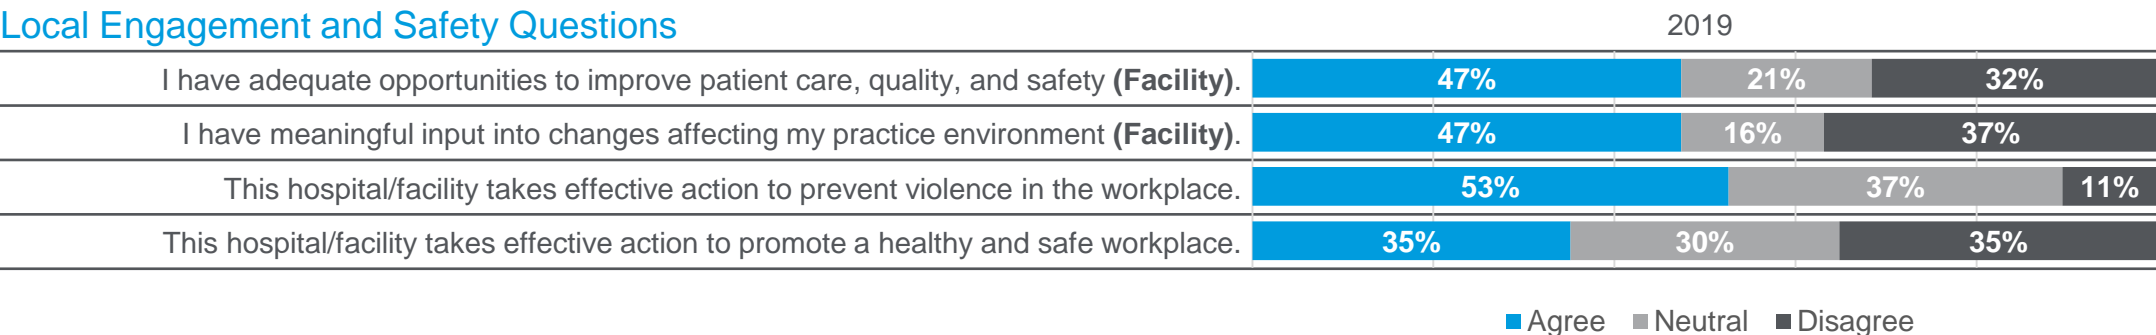 Local Engagement and Safety Questions 2019
I have adequate opportunities to improve patient care, quality, and safety (Facility). 47% 21% 32%
I have meaningful input into changes affecting my practice environment (Facility). 47% 16% 37%
This hospital/facility takes effective action to prevent violence in the workplace. 53% 37% 11%
This hospital/facility takes effective action to promote a healthy and safe workplace. 35% 30% 35%
Agree Neutral Disagree